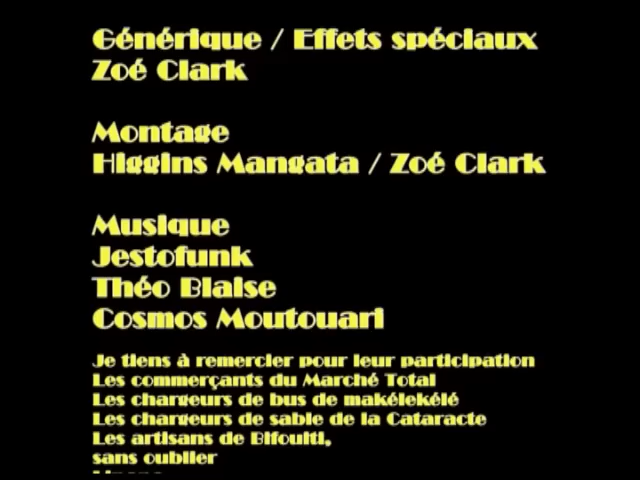 Générique / Effets spéciaux
Zoé Clark
Montage
Higgins Mangata / Zoé Clark
Musique
Jestofunk
Théo Blaise
Cosmos Moutouari
Je tiens à remercier pour leur participation
Les commerçants du Marché Total
Les chargeurs de bus de makélekélé
Les chargeurs de sable de la Cataracte
Les artisans de Bifouiti,
sans oublier